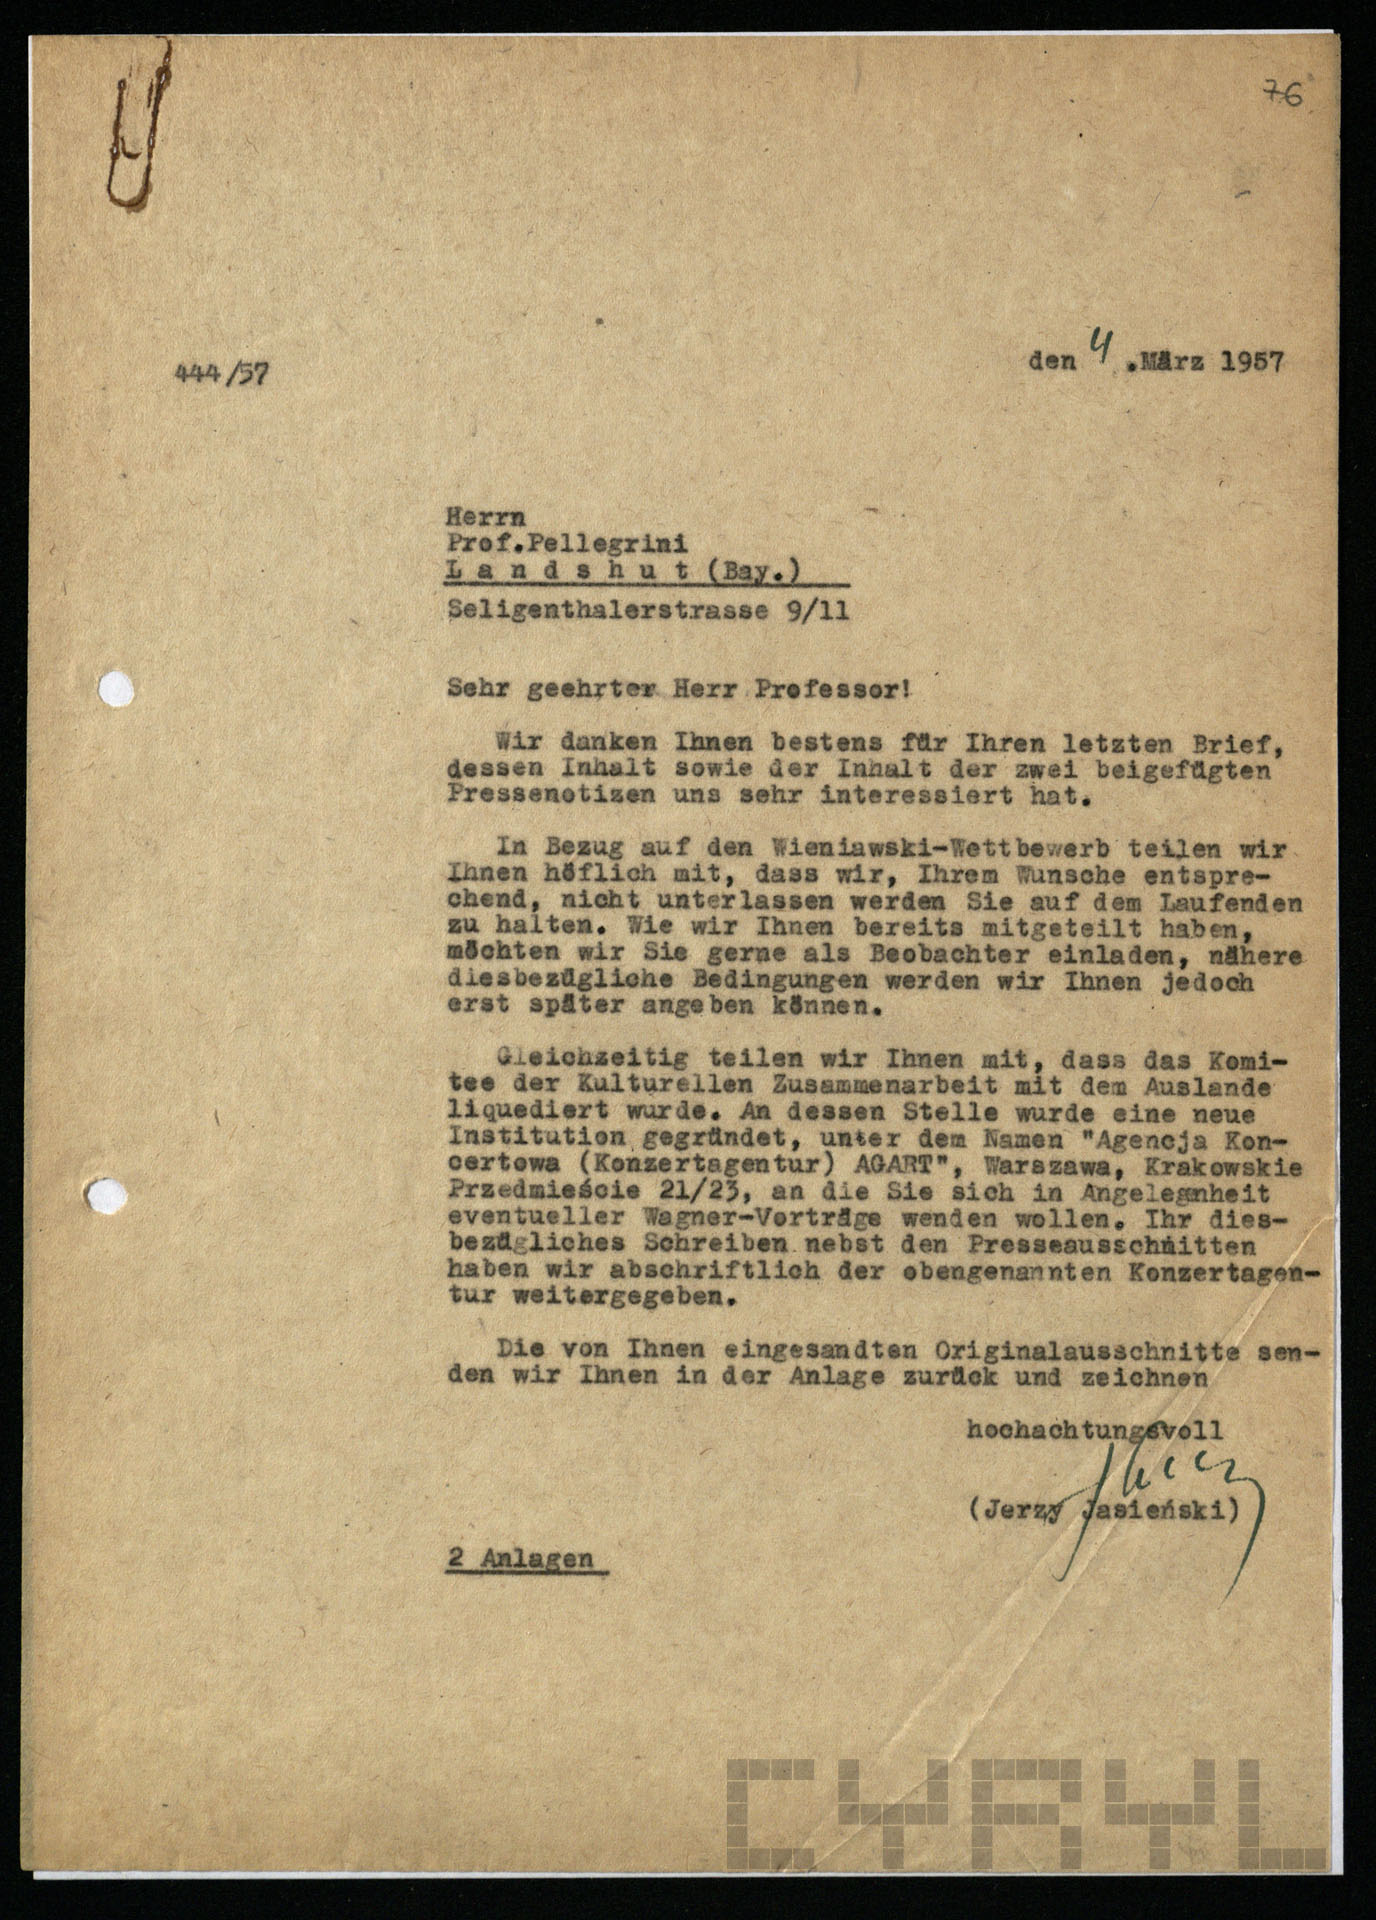 76
444/57
den 4.März 1957
Herrn
Prof.Pellegrini
L a n d s h u t (Bay.)
Seligenthalerstrasse 9/11
Sehr geehrter Herr Professor!
Wir danken Ihnen bestens für Ihren letzten Brief,
dessen Inhalt sowie der Inhalt der zwei beigefügten
Pressenotizen uns sehr interessiert hat.
In Bezug auf den Wieniawski-Wettbewerb teilen wir
Ihnen höflich mit, dass wir, Ihrem Wunsche entspre-
chend, nicht unterlassen werden Sie auf dem Laufenden
zu halten. Wie wir Ihnen bereits mitgeteilt haben,
möchten wir Sie gerne als Beobachter einladen, nähere
diesbezügliche Bedingungen werden wir Ihnen jedoch
erst später angeben können.
Gleichzeitig teilen wir Ihnen mit, dass das Komi-
tee der Kulturellen Zusammenarbeit mit dem Auslande
liquediert wurde. An dessen Stelle wurde eine neue
Institution gegründet, unter dem Namen "Agencja Kon-
certowa (Konzertagentur) AGART", Warszawa, Krakowskie
Przedmieście 21/23, an die Sie sich in Angelegenheit
eventueller Wagner-Vorträge wenden wollen. Ihr dies-
bezügliches Schreiben nebst den Presseausschnitten
haben wir abschriftlich der obengenannten Konzertagen-
tur weitergegeben.
Die von Ihnen eingesandten Originalausschnitte sen-
den wir Ihnen in der Anlage zurück und zeichnen
hochachtungsvoll
(Jerzy Jasieński)
2 Anlagen
CYRYL